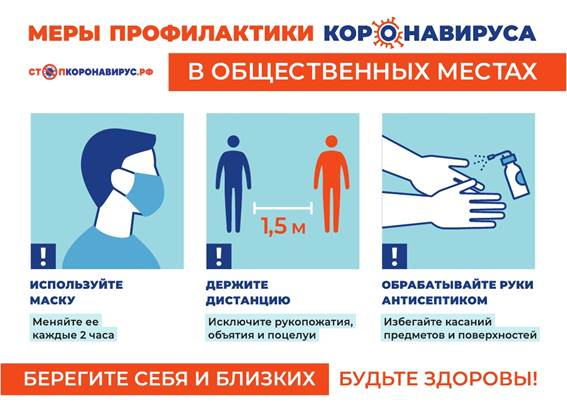 МЕРЫ ПРОФИЛАКТИКИ КОРОНАВИРУСА
СТОПКОРОНАВИРУС.РФ
В ОБЩЕСТВЕННЫХ МЕСТАХ
1,5 м
!
ИСПОЛЬЗУЙТЕ
МАСКУ
Меняйте ее
каждые 2 часа
!
ДЕРЖИТЕ
ДИСТАНЦИЮ
Исключите рукопожатия,
объятия и поцелуи
!
ОБРАБАТЫВАЙТЕ РУКИ
АНТИСЕПТИКОМ
Избегайте касаний
предметов и поверхностей
БЕРЕГИТЕ СЕБЯ И БЛИЗКИХ БУДЬТЕ ЗДОРОВЫ!